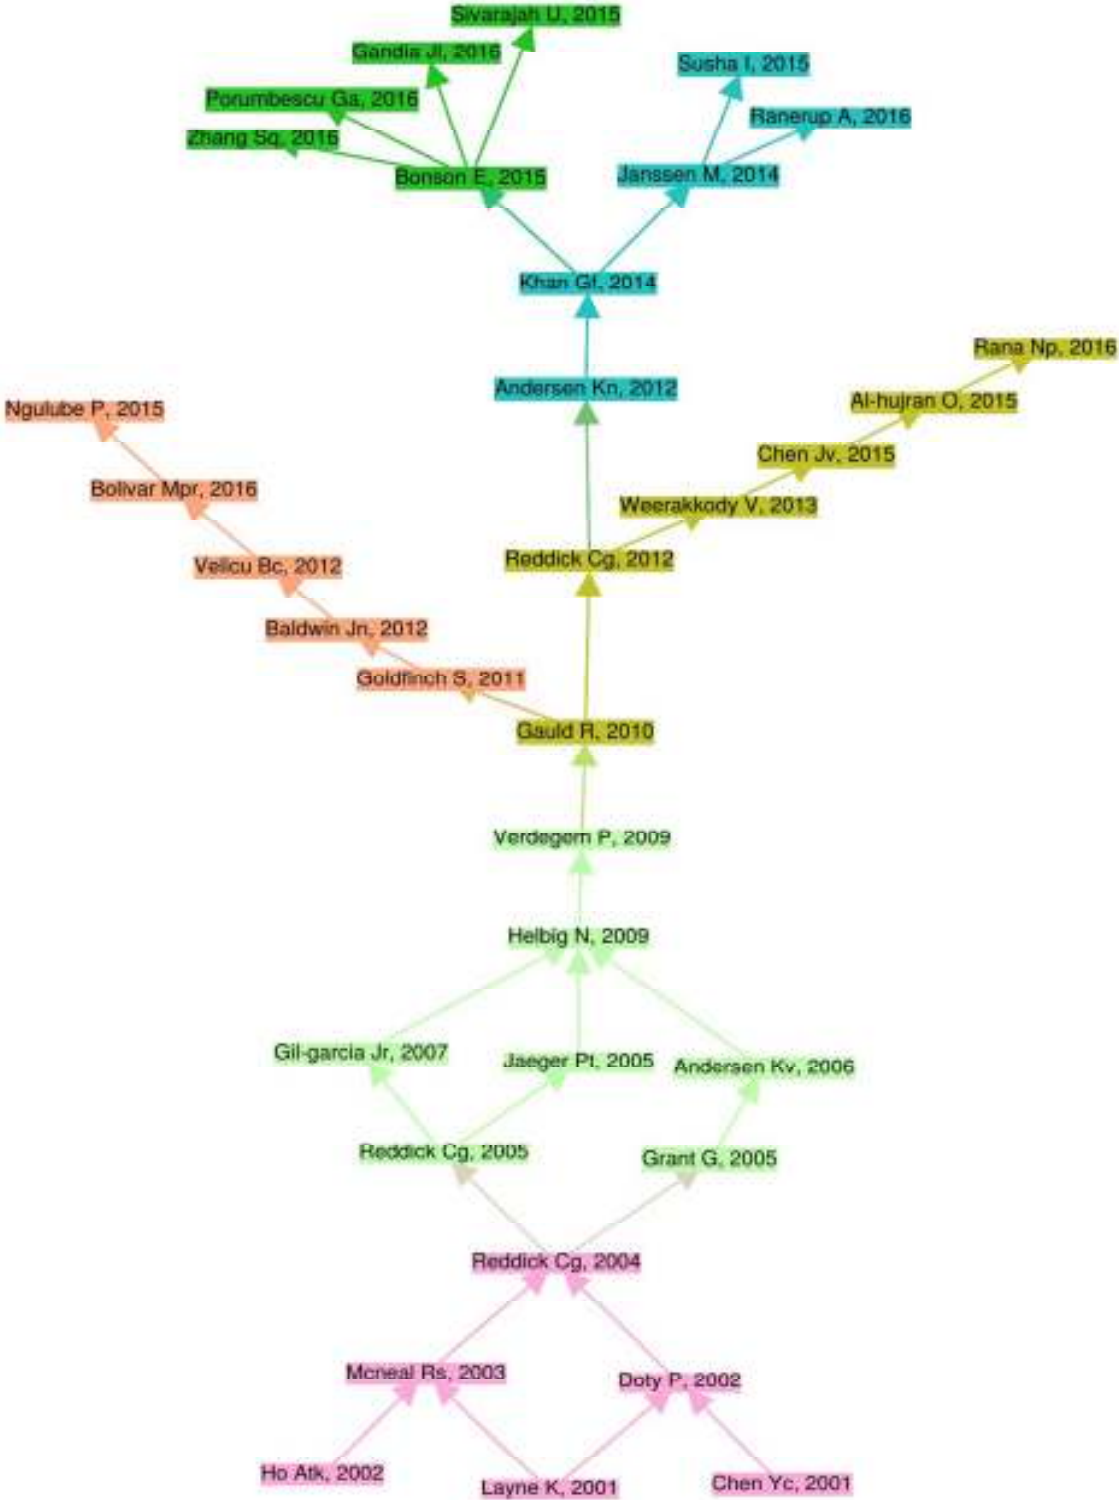 Sivarajah U, 2015
Gandia Jl, 2016
Susha I, 2015
Porumbescu Ga, 2016
Ranerup A, 2016
Zhang Sq, 2016
Bonson E, 2015
Janssen M, 2014
Khan Gf, 2014
Rana Np, 2016
Andersen Kn, 2012
Al-hujran O, 2015
Ngulube P, 2015
Chen Jv, 2015
Bolivar Mpr, 2016
Weerakkody V, 2013
Reddick Cg, 2012
Velicu Bc, 2012
Baldwin Jn, 2012
Goldfinch S, 2011
Gauld R, 2010
Verdegem P, 2009
Helbig N, 2009
Gil-garcia Jr, 2007
Jaeger Pt, 2005
Andersen Kv, 2006
Reddick Cg, 2005
Grant G, 2005
Reddick Cg, 2004
Mcneal Rs, 2003
Doty P, 2002
Ho Atk, 2002
Layne K, 2001
Chen Yc, 2001